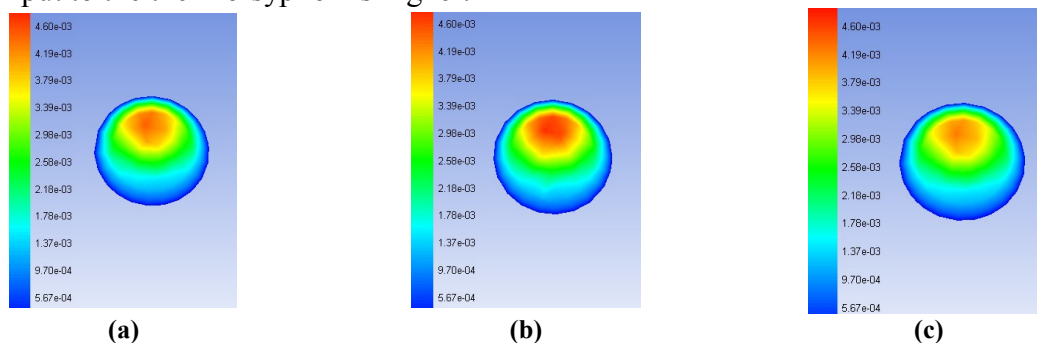 put to the
4.60e-03
4.19e-03
3.79e-03
3.39e-03
2.98e-03
2.58e-03
2.18e-03
1.78e-03
1.37e-03
9.70e-04
5.67e-04
(a)
4.60e-03
4.19e-03
3.79e-03
3.39e-03
2.98e-03
2.58e-03
2.18e-03
1.78e-03
1.37e-03
9.70e-04
5.67e-04
(b)
4.60e-03
4.19e-03
3.79e-03
3.39e-03
2.98e-03
2.58e-03
2.18e-03
1.78e-03
1.37e-03
9.70e-04
5.67e-04
(c)